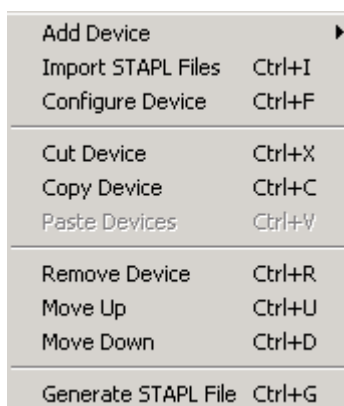 Add Device
Import STAPL Files Ctrl+I
Configure Device Ctrl+F
Cut Device Ctrl+X
Copy Device Ctrl+C
Paste Devices Ctrl+V
Remove Device Ctrl+R
Move Up Ctrl+U
Move Down Ctrl+D
Generate STAPL File Ctrl+G